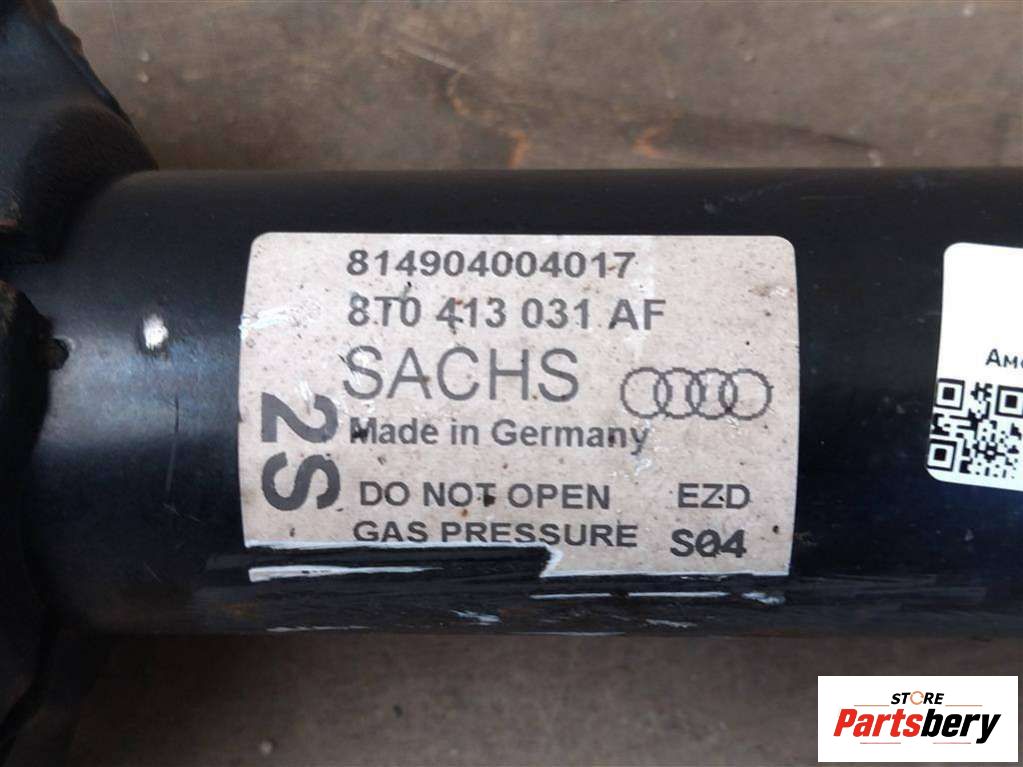 814904004017
8T0 413 031 AF
SACHS
Made in Germany
2S
DO NOT OPEN EZD
GAS PRESSURE S04
STORE
Partsbery